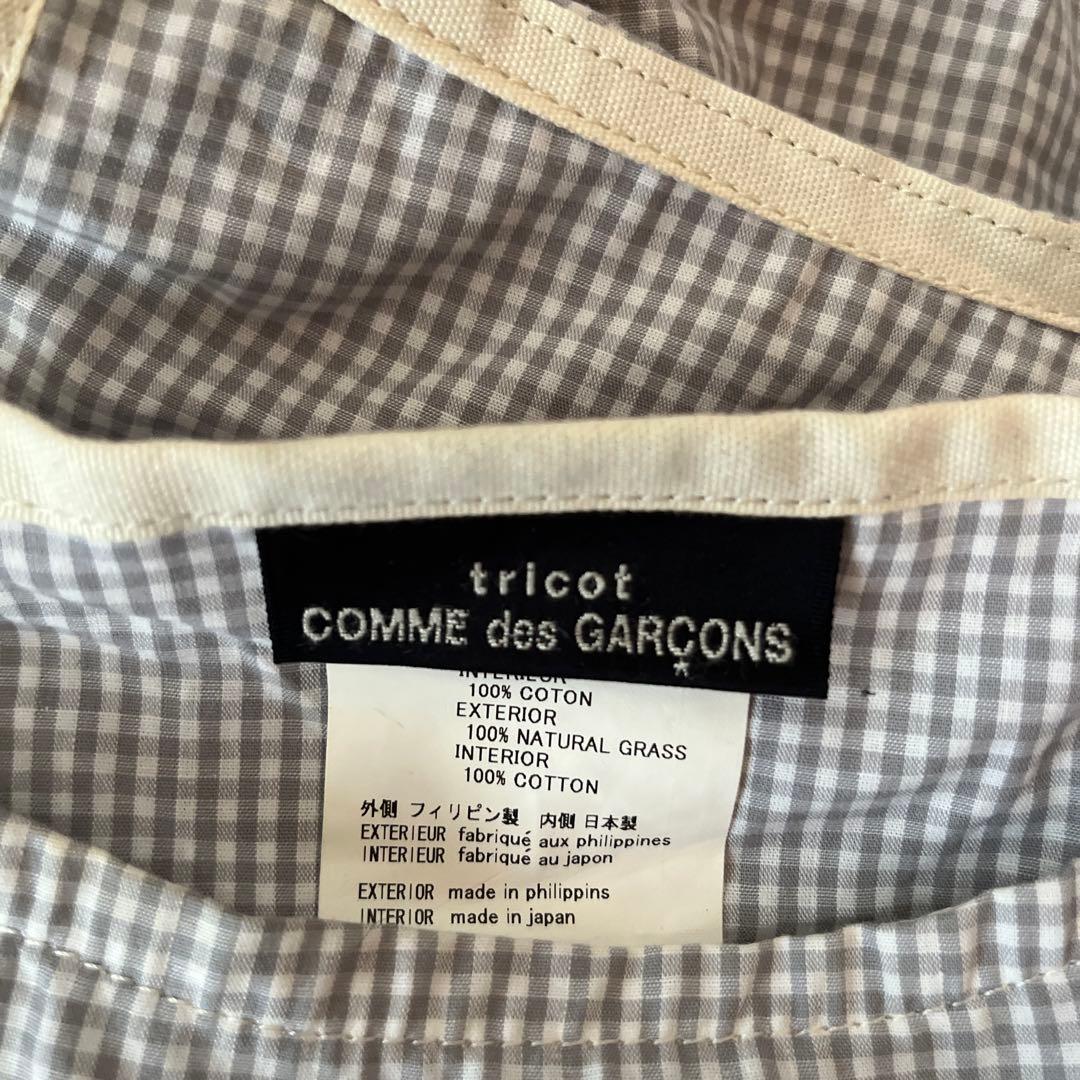 tricot
COMME des GARÇONS
*
INTERIEUR
100% COTON
EXTERIOR
100% NATURAL GRASS
INTERIOR
100% COTTON
外側 フィリピン製 内側 日本製
EXTERIEUR fabriqué aux philippines
INTERIEUR fabriqué au japon
EXTERIOR made in philippins
INTERIOR made in japan